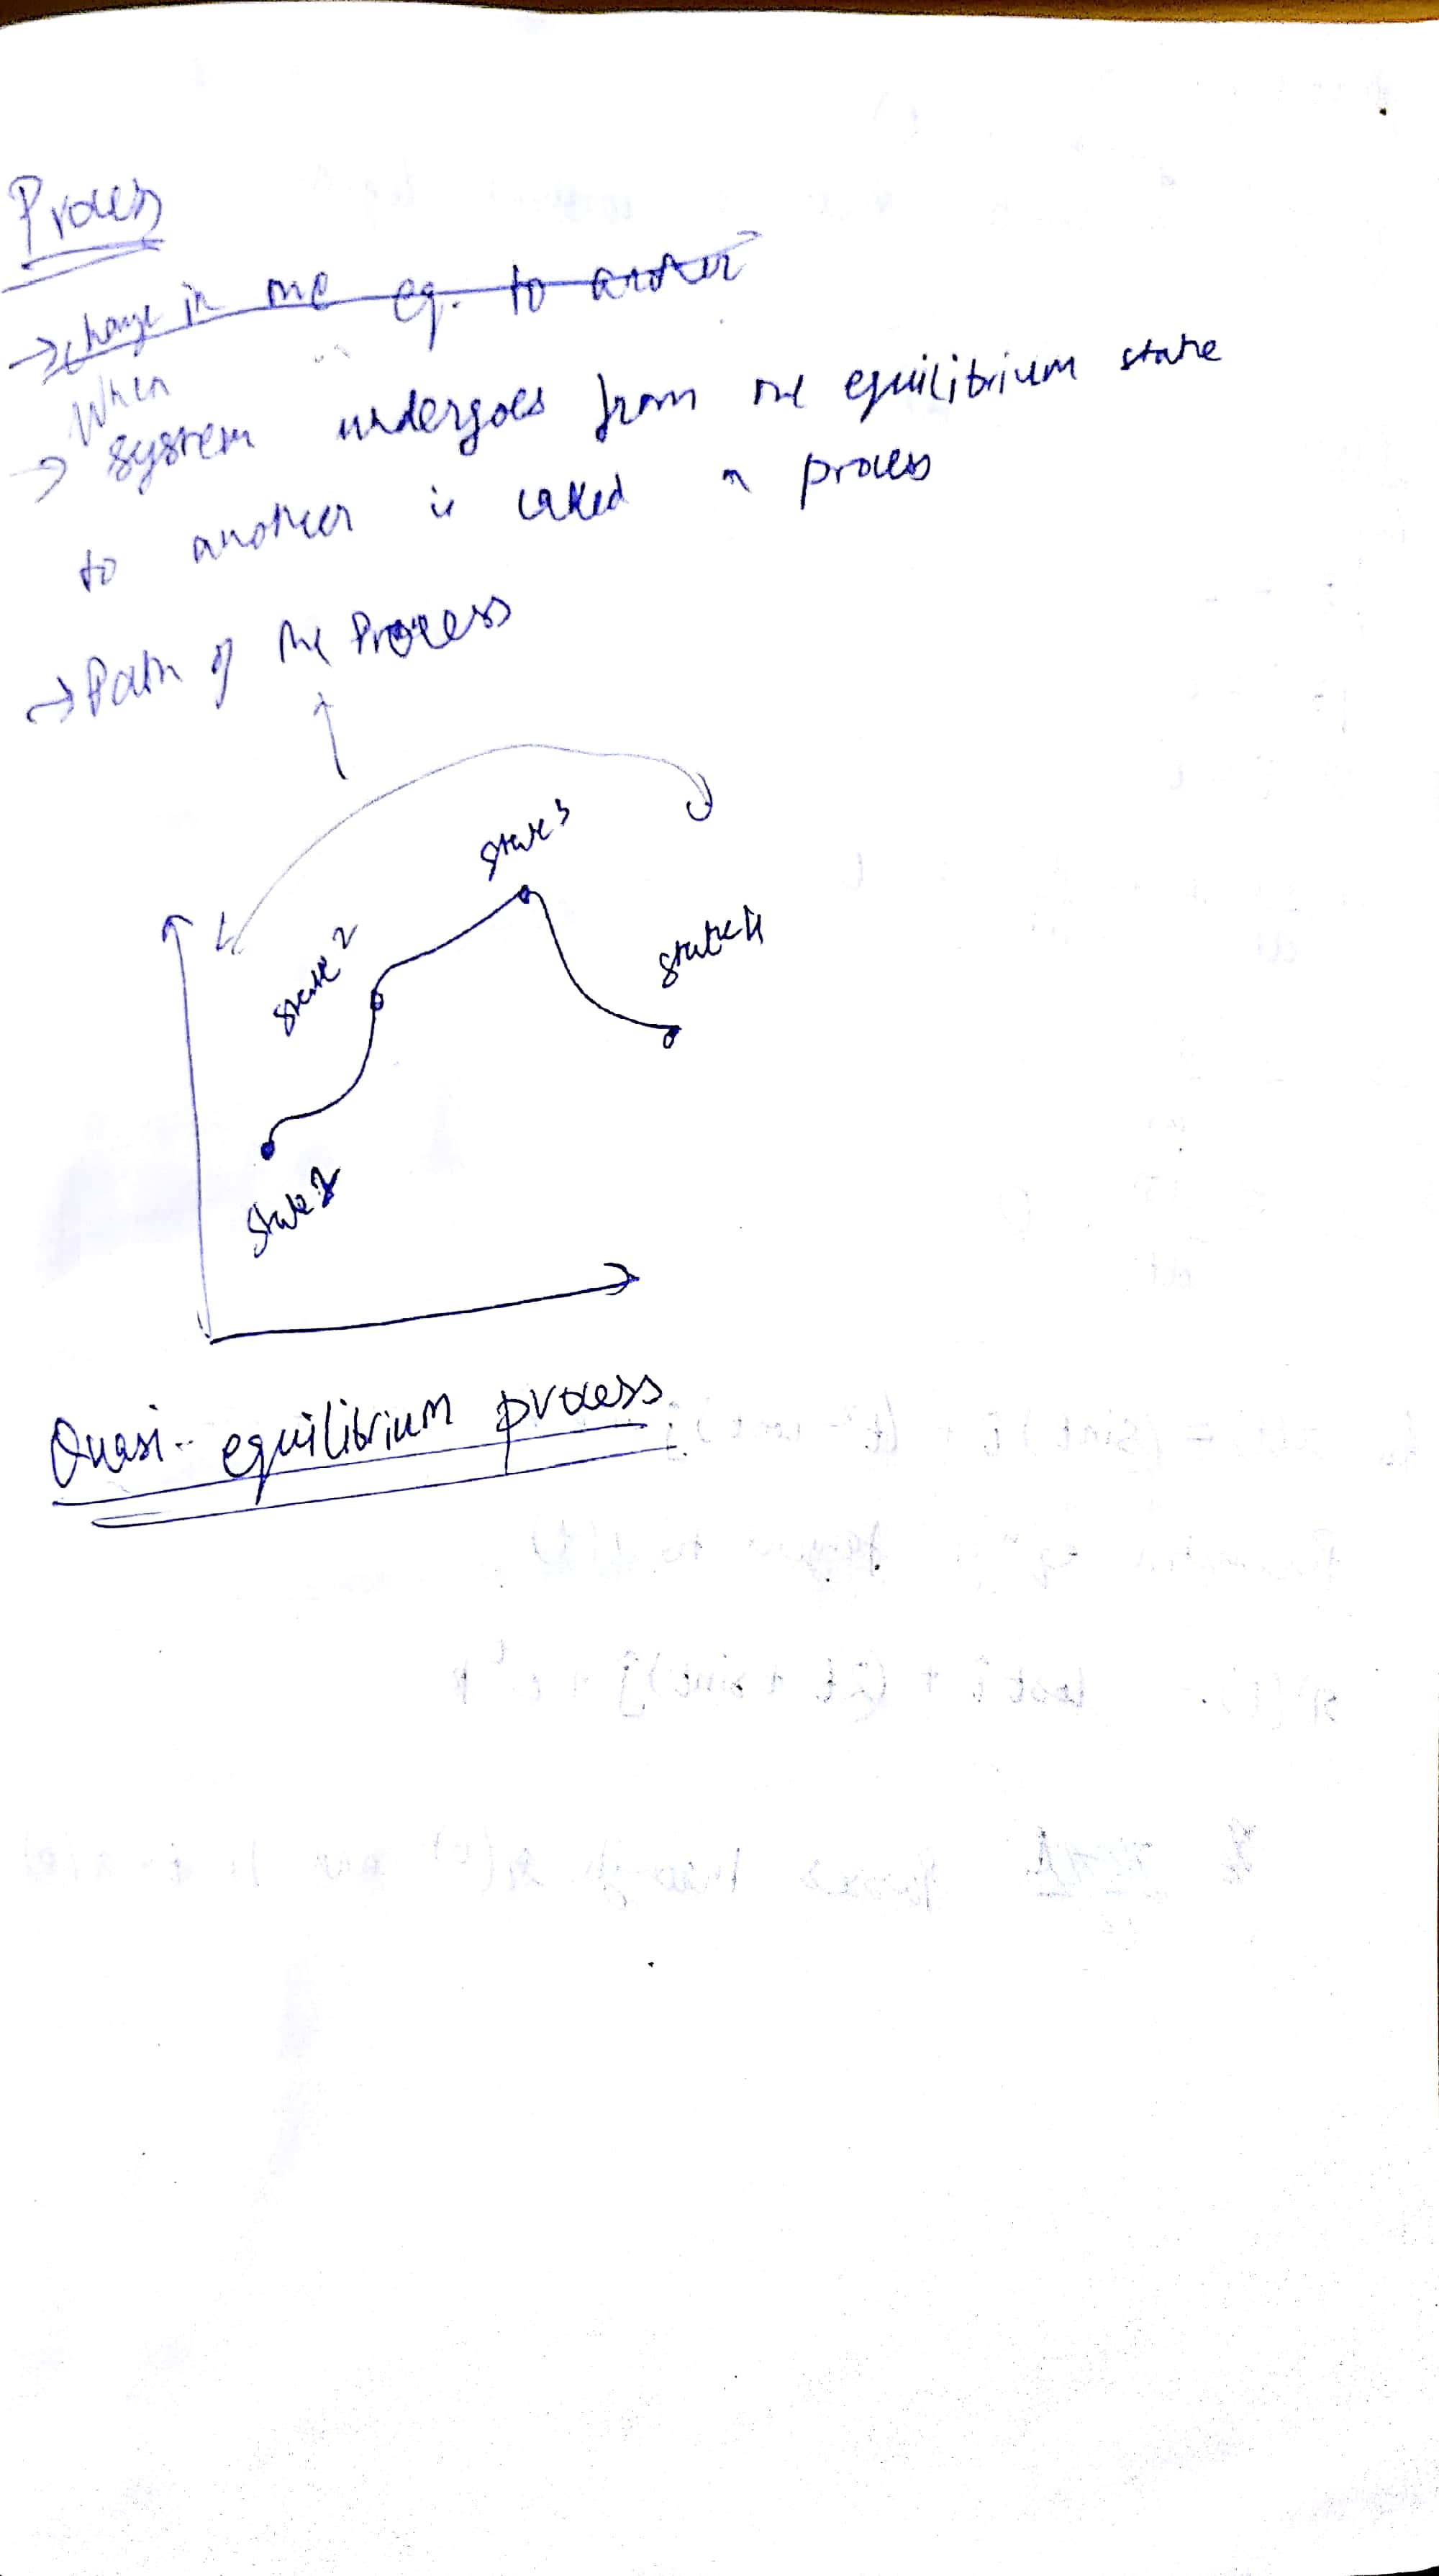 Process
→ change in one eq. to another
When
→ system undergoes from one equilibrium state
to another is called a process
→ Path of the Process
state 3
state 2
state 4
state
Quasi-equilibrium process